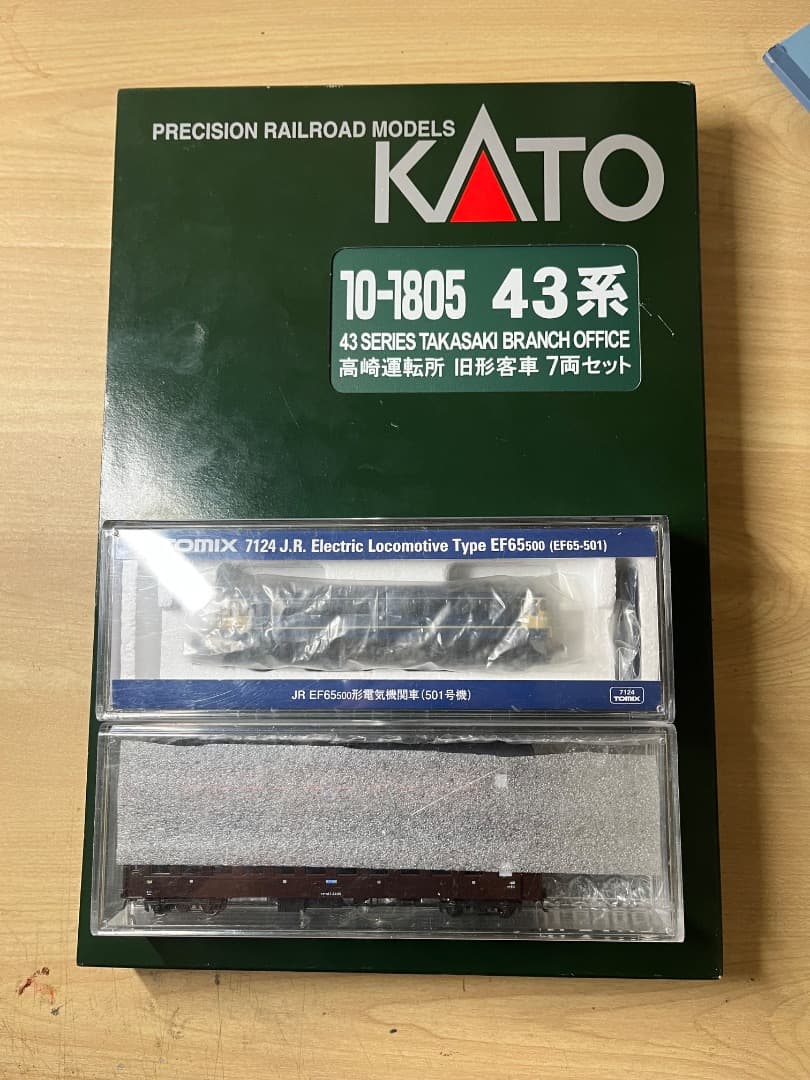 PRECISION RAILROAD MODELS
KATO
10-1805 43系
43 SERIES TAKASAKI BRANCH OFFICE
高崎運転所 旧形客車 7両セット
TOMIX 7124 J.R. Electric Locomotive Type EF65500 (EF65-501)
JR EF65500形電気機関車(501号機)
7124
TOMIX